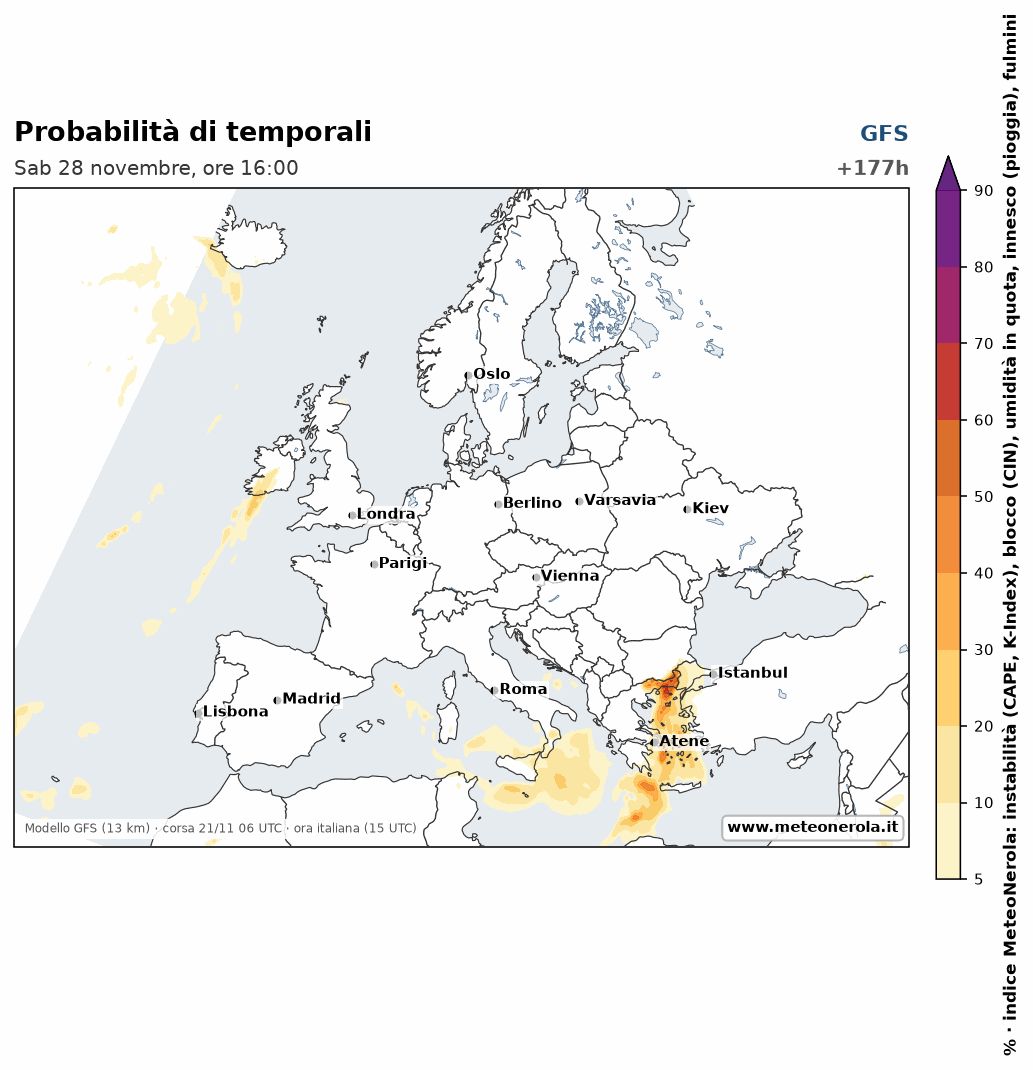 Probabilità di temporali
GFS
Sab 28 novembre, ore 16:00
+177h
Oslo
Londra
Berlino
Varsavia
Kiev
Parigi
Vienna
Madrid
Lisbona
Roma
Istanbul
Atene
Modello GFS (13 km) · corsa 21/11 06 UTC · ora italiana (15 UTC)
www.meteonerola.it
90
80
70
60
50
40
30
20
10
5
% · indice MeteoNerola: instabilità (CAPE, K-Index), blocco (CIN), umidità in quota, innesco (pioggia), fulmini